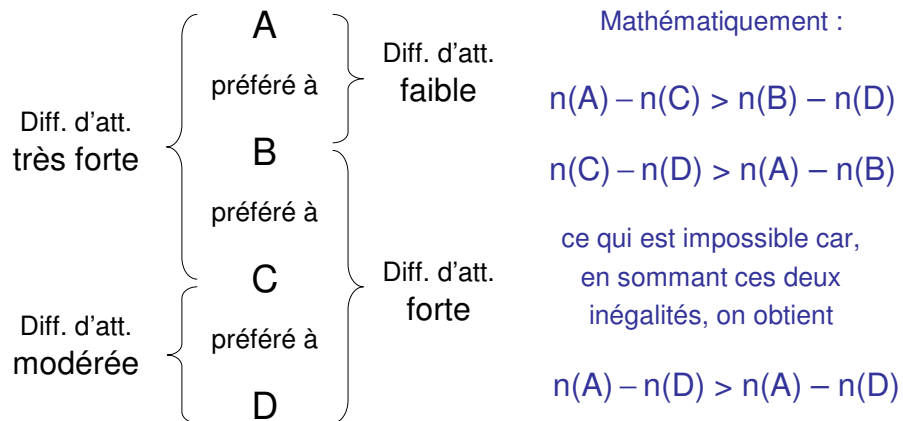 Diff. d'att.
très forte
Diff. d'att.
modérée
A
préféré à
B
préféré à
C
préféré à
D
Diff. d'att.
faible
Diff. d'att.
forte
Mathématiquement :
n(A) – n(C) > n(B) – n(D)
n(C) – n(D) > n(A) – n(B)
ce qui est impossible car,
en sommant ces deux
inégalités, on obtient
n(A) – n(D) > n(A) – n(D)